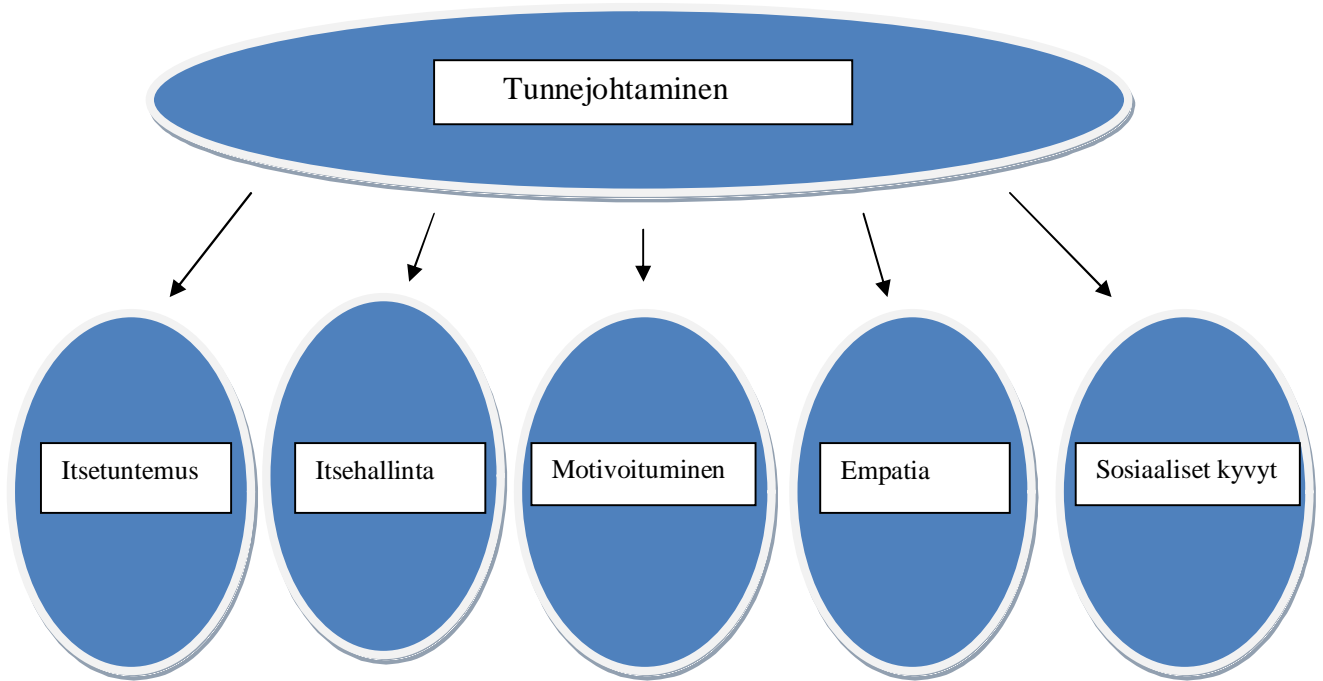 Tunnejohtaminen
Itsetuntemus
Itsehallinta
Motivoituminen
Empatia
Sosiaaliset kyvyt